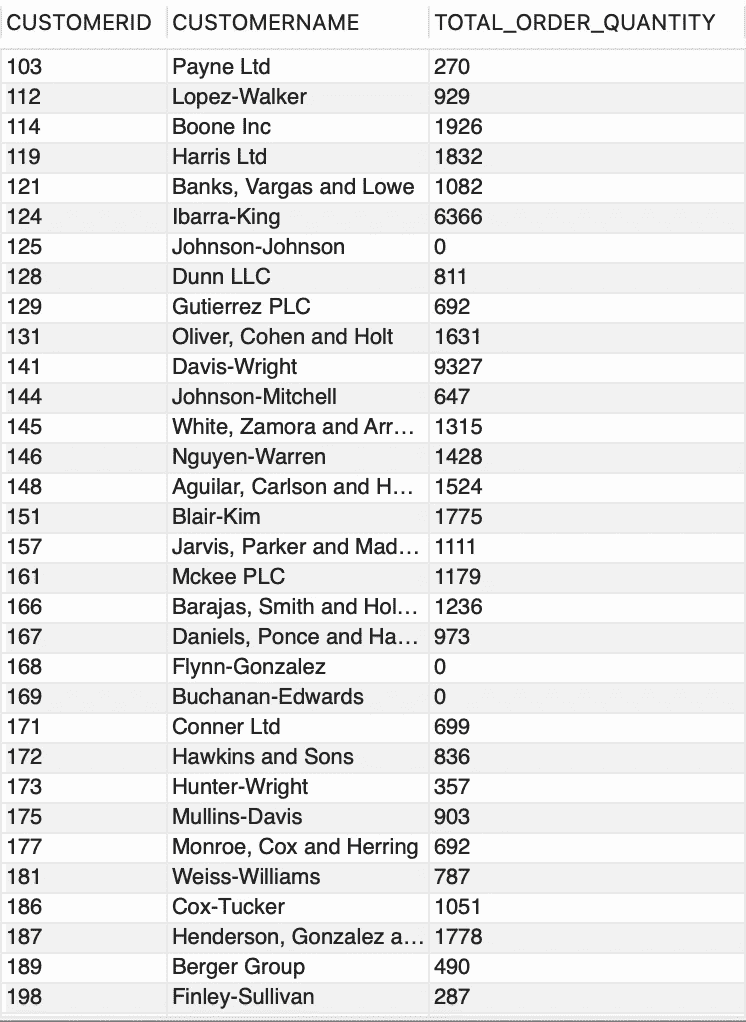 CUSTOMERID CUSTOMERNAME TOTAL_ORDER_QUANTITY
103 Payne Ltd 270
112 Lopez-Walker 929
114 Boone Inc 1926
119 Harris Ltd 1832
121 Banks, Vargas and Lowe 1082
124 Ibarra-King 6366
125 Johnson-Johnson 0
128 Dunn LLC 811
129 Gutierrez PLC 692
131 Oliver, Cohen and Holt 1631
141 Davis-Wright 9327
144 Johnson-Mitchell 647
145 White, Zamora and Arr... 1315
146 Nguyen-Warren 1428
148 Aguilar, Carlson and H... 1524
151 Blair-Kim 1775
157 Jarvis, Parker and Mad... 1111
161 Mckee PLC 1179
166 Barajas, Smith and Hol... 1236
167 Daniels, Ponce and Ha... 973
168 Flynn-Gonzalez 0
169 Buchanan-Edwards 0
171 Conner Ltd 699
172 Hawkins and Sons 836
173 Hunter-Wright 357
175 Mullins-Davis 903
177 Monroe, Cox and Herring 692
181 Weiss-Williams 787
186 Cox-Tucker 1051
187 Henderson, Gonzalez a... 1778
189 Berger Group 490
198 Finley-Sullivan 287